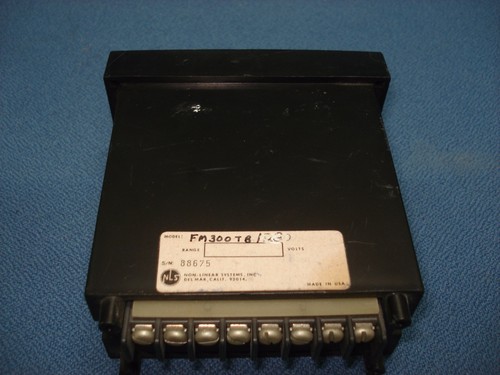 MODEL: FM300TB/
RANGE VOLTS
S/N 88675
nLS
NON-LINEAR SYSTEMS, INC.
DEL MAR, CALIF. 92014
MADE IN USA